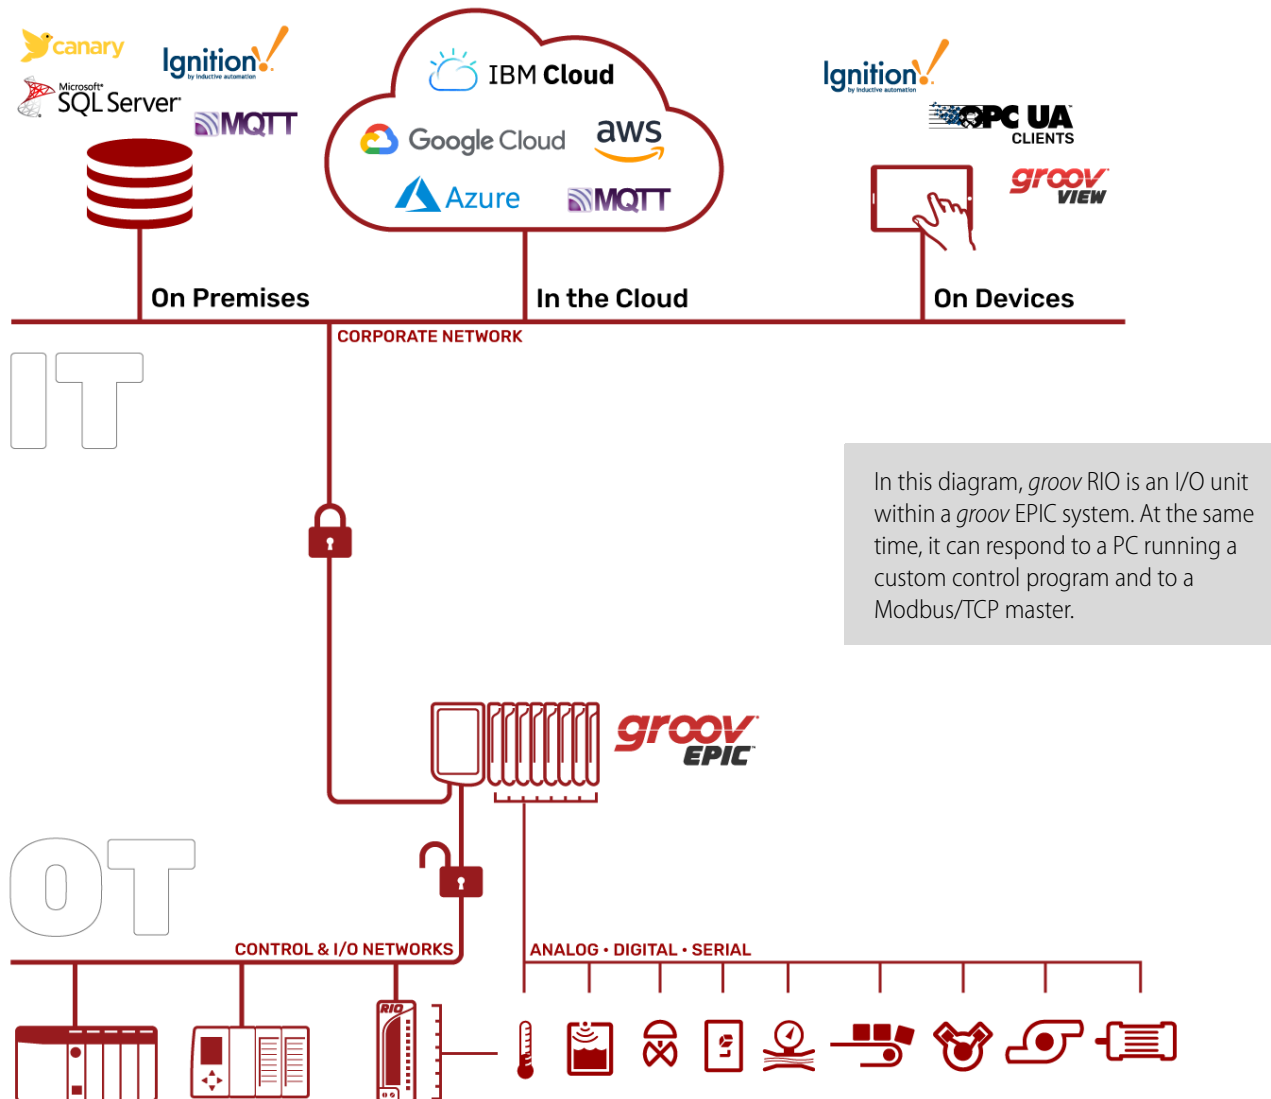 canary
Ignition!
by inductive automation
Microsoft®
SQL Server®
MQTT
IBM Cloud
Google Cloud
aws
Azure
MQTT
Ignition!
by inductive automation
OPC UA™
CLIENTS
groov
VIEW
On Premises
In the Cloud
On Devices
CORPORATE NETWORK
IT
In this diagram, groov RIO is an I/O unit
within a groov EPIC system. At the same
time, it can respond to a PC running a
custom control program and to a
Modbus/TCP master.
groov
EPIC™
OT
CONTROL & I/O NETWORKS
ANALOG • DIGITAL • SERIAL
RIO